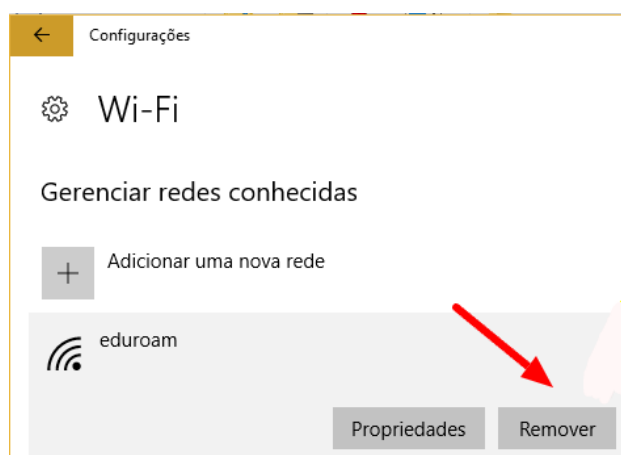 Configurações
Wi-Fi
Gerenciar redes conhecidas
Adicionar uma nova rede
eduroam
Propriedades Remover